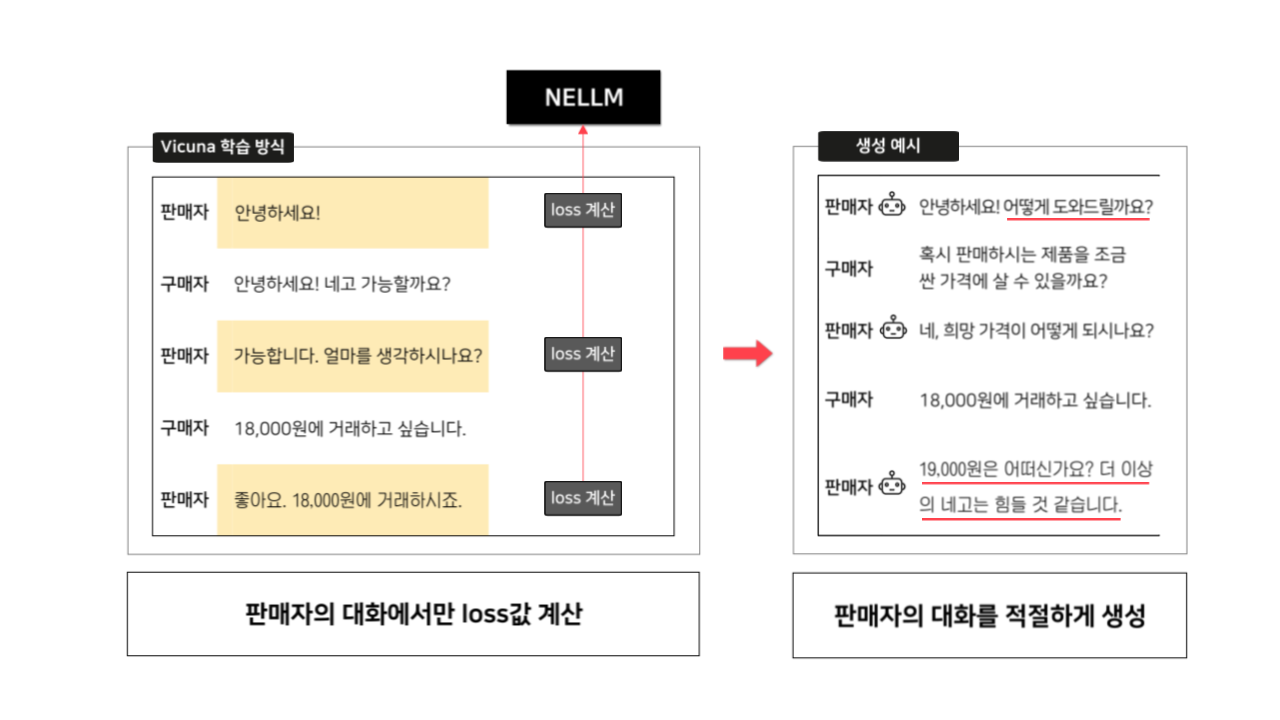 NELLM
Vicuna 학습 방식
판매자 안녕하세요! loss 계산
구매자 안녕하세요! 네고 가능할까요?
판매자 가능합니다. 얼마를 생각하시나요? loss 계산
구매자 18,000원에 거래하고 싶습니다.
판매자 좋아요. 18,000원에 거래하시죠. loss 계산
판매자의 대화에서만 loss값 계산
생성 예시
판매자 안녕하세요! 어떻게 도와드릴까요?
구매자 혹시 판매하시는 제품을 조금
싼 가격에 살 수 있을까요?
판매자 네, 희망 가격이 어떻게 되시나요?
구매자 18,000원에 거래하고 싶습니다.
판매자 19,000원은 어떠신가요? 더 이상
의 네고는 힘들 것 같습니다.
판매자의 대화를 적절하게 생성